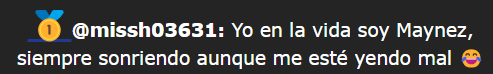 🥇 @missh03631: Yo en la vida soy Maynez,
siempre sonriendo aunque me esté yendo mal 😂